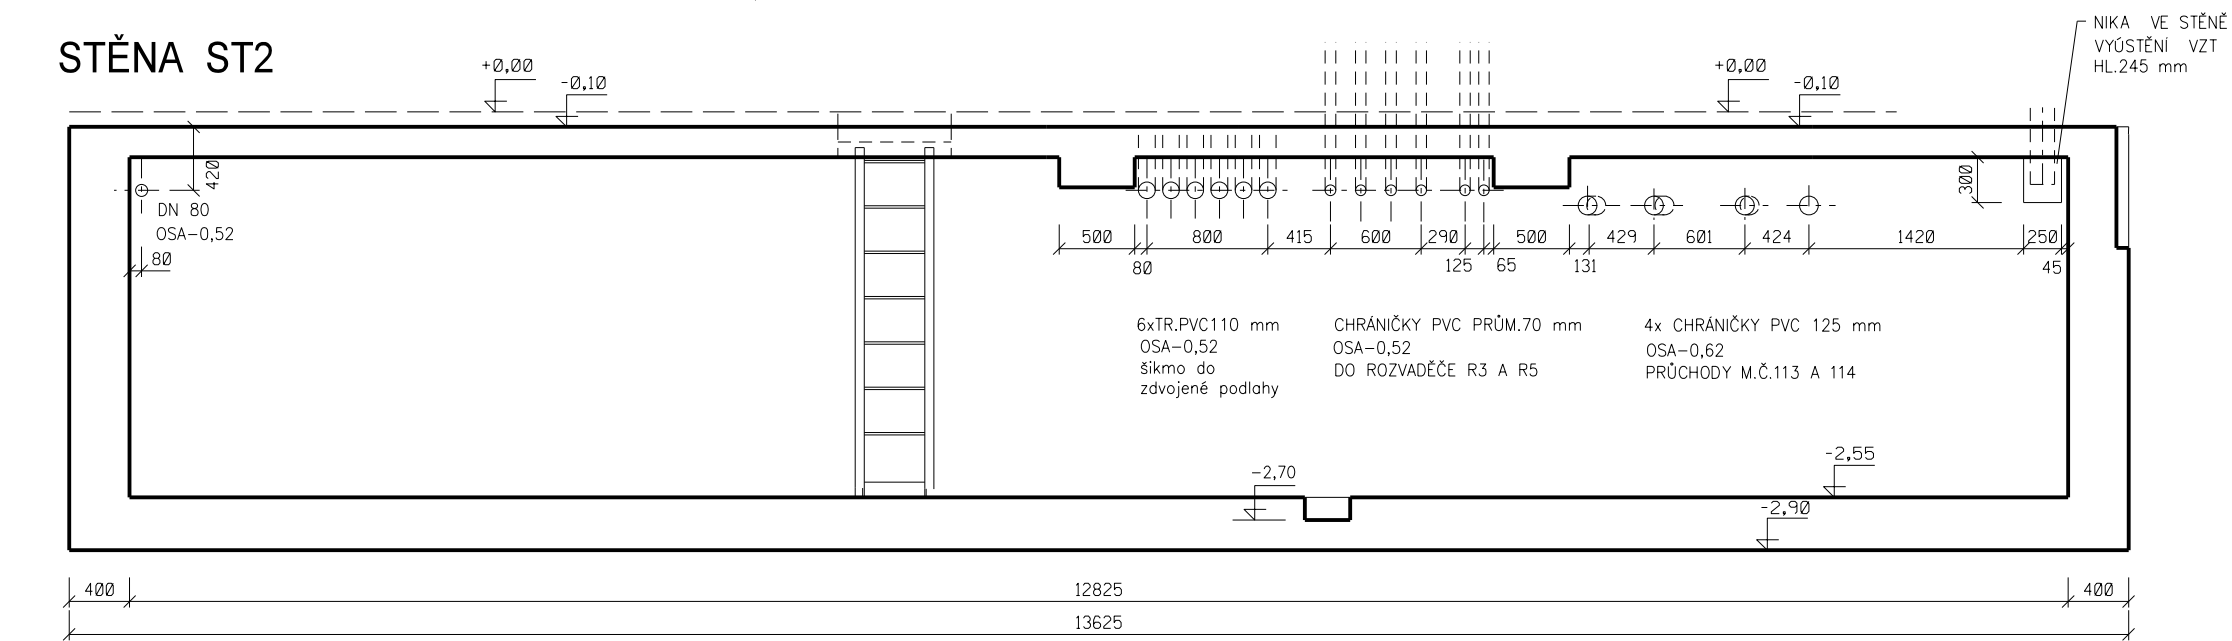 STĚNA ST2
+0,00
-0,10
+0,00
-0,10
NIKA VE STĚNĚ
VYÚSTĚNÍ VZT
HL.245 mm
420
300
DN 80
OSA-0,52
80
500
800
415
600
290
500
429
601
424
1420
250
80
125
65
131
45
6xTR.PVC110 mm
OSA-0,52
šikmo do
zdvojené podlahy
CHRÁNIČKY PVC PRŮM.70 mm
OSA-0,52
DO ROZVADĚČE R3 A R5
4x CHRÁNIČKY PVC 125 mm
OSA-0,62
PRŮCHODY M.Č.113 A 114
-2,70
-2,55
-2,90
400
12825
400
13625